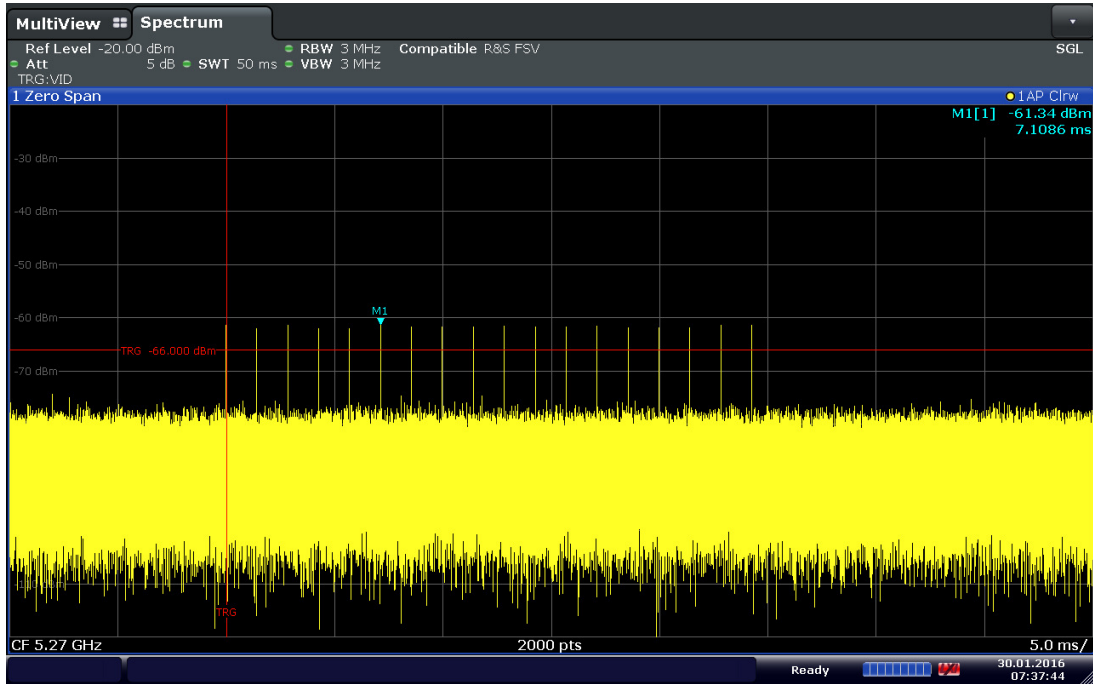 MultiView Spectrum
Ref Level -20.00 dBm RBW 3 MHz Compatible R&S FSV SGL
Att 5 dB SWT 50 ms VBW 3 MHz
TRG:VID
1 Zero Span 1AP Clrw
M1[1] -61.34 dBm
7.1086 ms
-30 dBm
-40 dBm
-50 dBm
M1
-60 dBm
TRG -66.000 dBm
-70 dBm
TRG
CF 5.27 GHz 2000 pts 5.0 ms/
Ready 30.01.2016
07:37:44